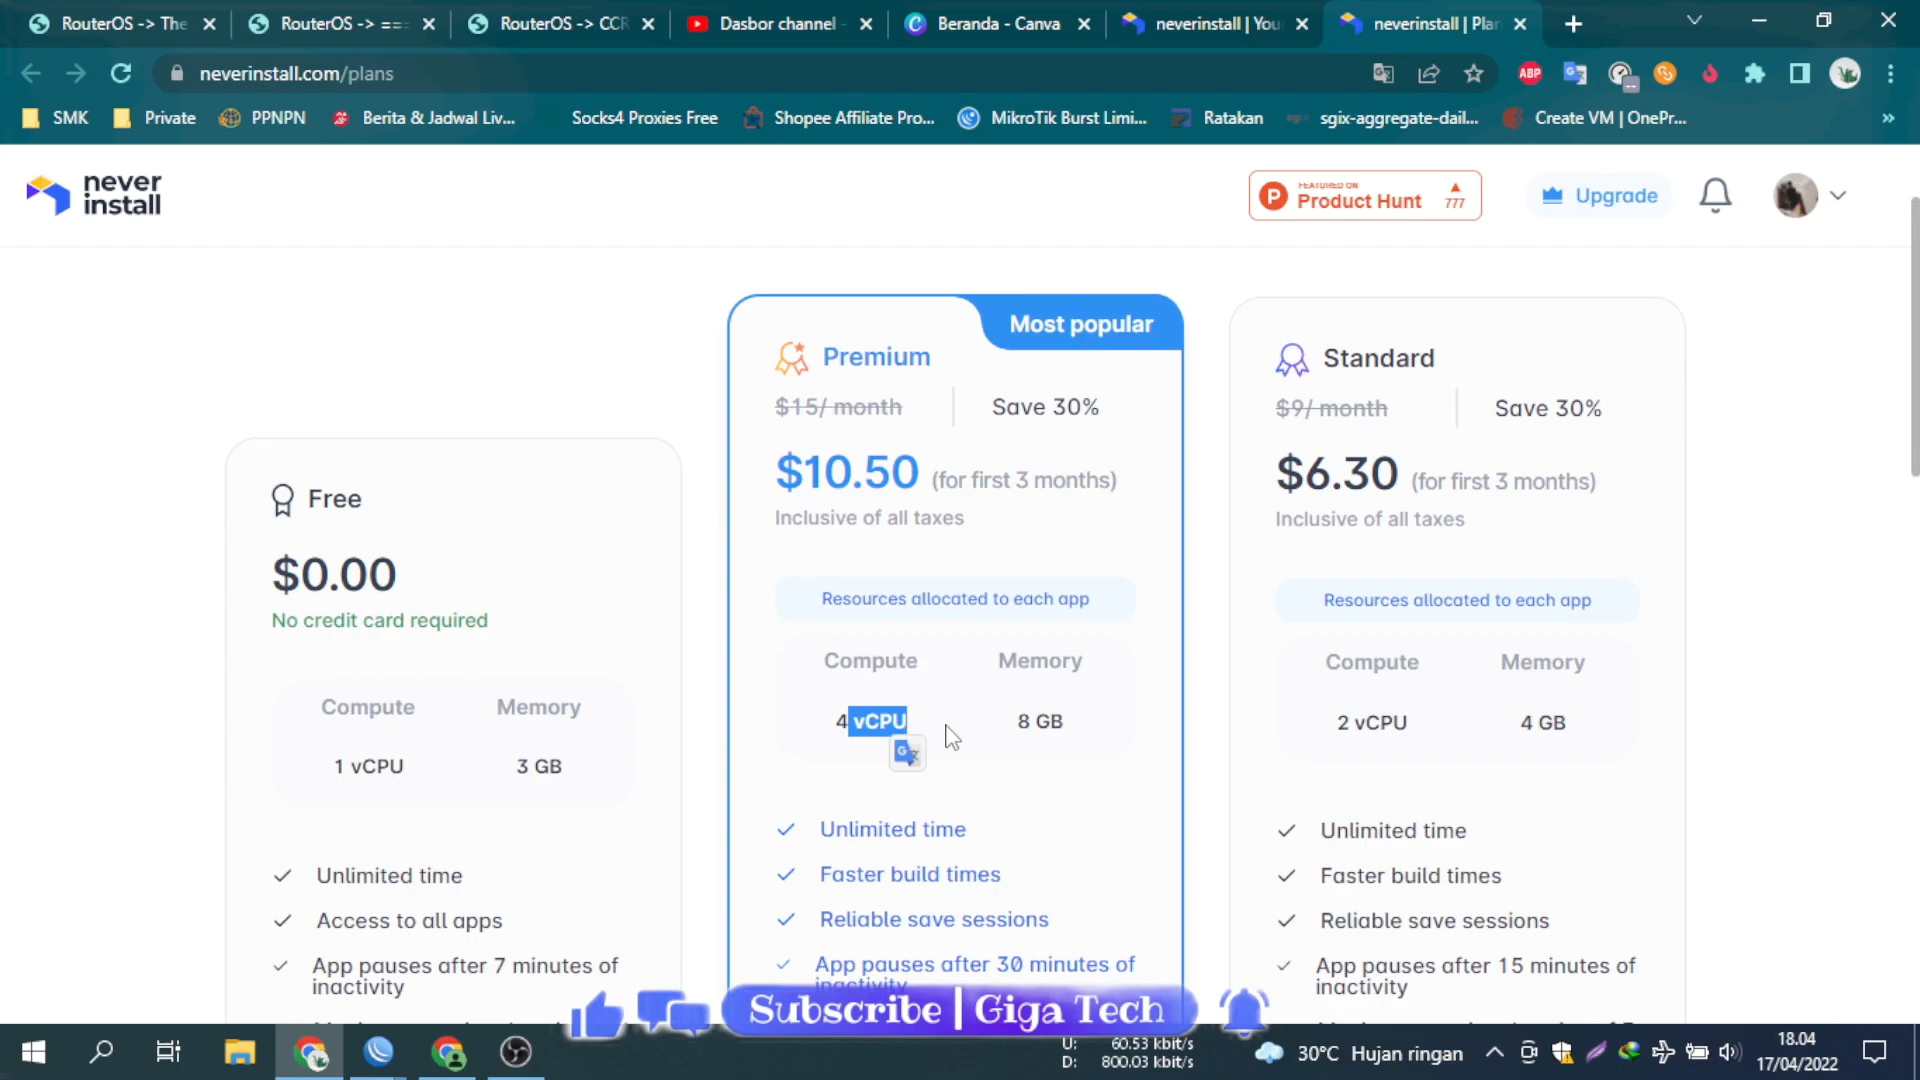 RouterOS -> The
RouterOS -> ===
RouterOS -> CCR
Dasbor channel -
Beranda - Canva
neverinstall | You
neverinstall | Plan
neverinstall.com/plans
ABP
SMK
Private
PPNPN
Berita & Jadwal Liv...
Socks4 Proxies Free
Shopee Affiliate Pro...
MikroTik Burst Limi...
Ratakan
sgix-aggregate-dail...
Create VM | OnePr...
never
install
FEATURED ON
Product Hunt
777
Upgrade
Free
$0.00
No credit card required
Compute Memory
1 vCPU 3 GB
Unlimited time
Access to all apps
App pauses after 7 minutes of
inactivity
Most popular
Premium
$15/ month Save 30%
$10.50 (for first 3 months)
Inclusive of all taxes
Resources allocated to each app
Compute Memory
4 vCPU 8 GB
Unlimited time
Faster build times
Reliable save sessions
App pauses after 30 minutes of
inactivity
Standard
$9/ month Save 30%
$6.30 (for first 3 months)
Inclusive of all taxes
Resources allocated to each app
Compute Memory
2 vCPU 4 GB
Unlimited time
Faster build times
Reliable save sessions
App pauses after 15 minutes of
inactivity
Subscribe | Giga Tech
U: 60.53 kbit/s
D: 800.03 kbit/s
30°C Hujan ringan
18.04
17/04/2022